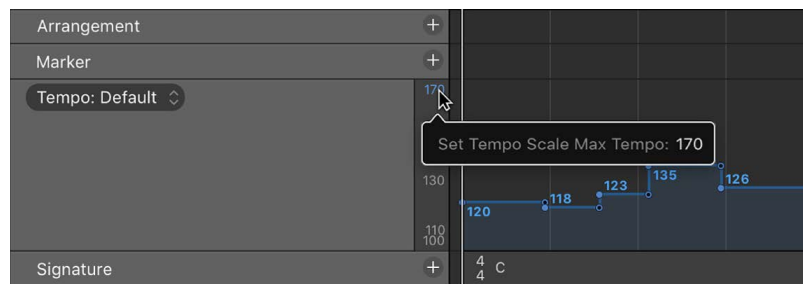 Arrangement +
Marker +
Tempo: Default
170
Set Tempo Scale Max Tempo: 170
130
120
118
123
135
126
110
100
Signature +
4
4
C